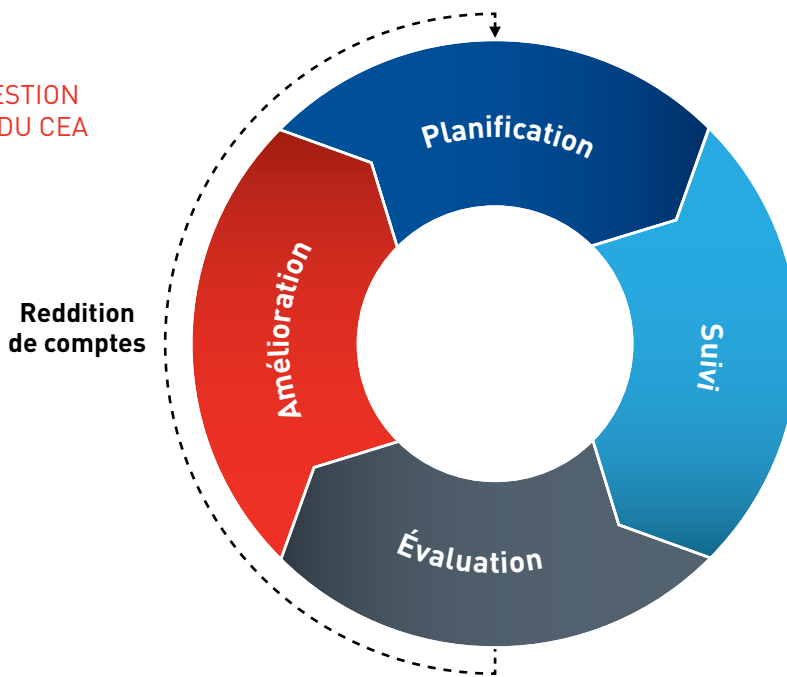 ESTION
DU CEA
Planification
Suivi
Évaluation
Amélioration
Reddition
de comptes